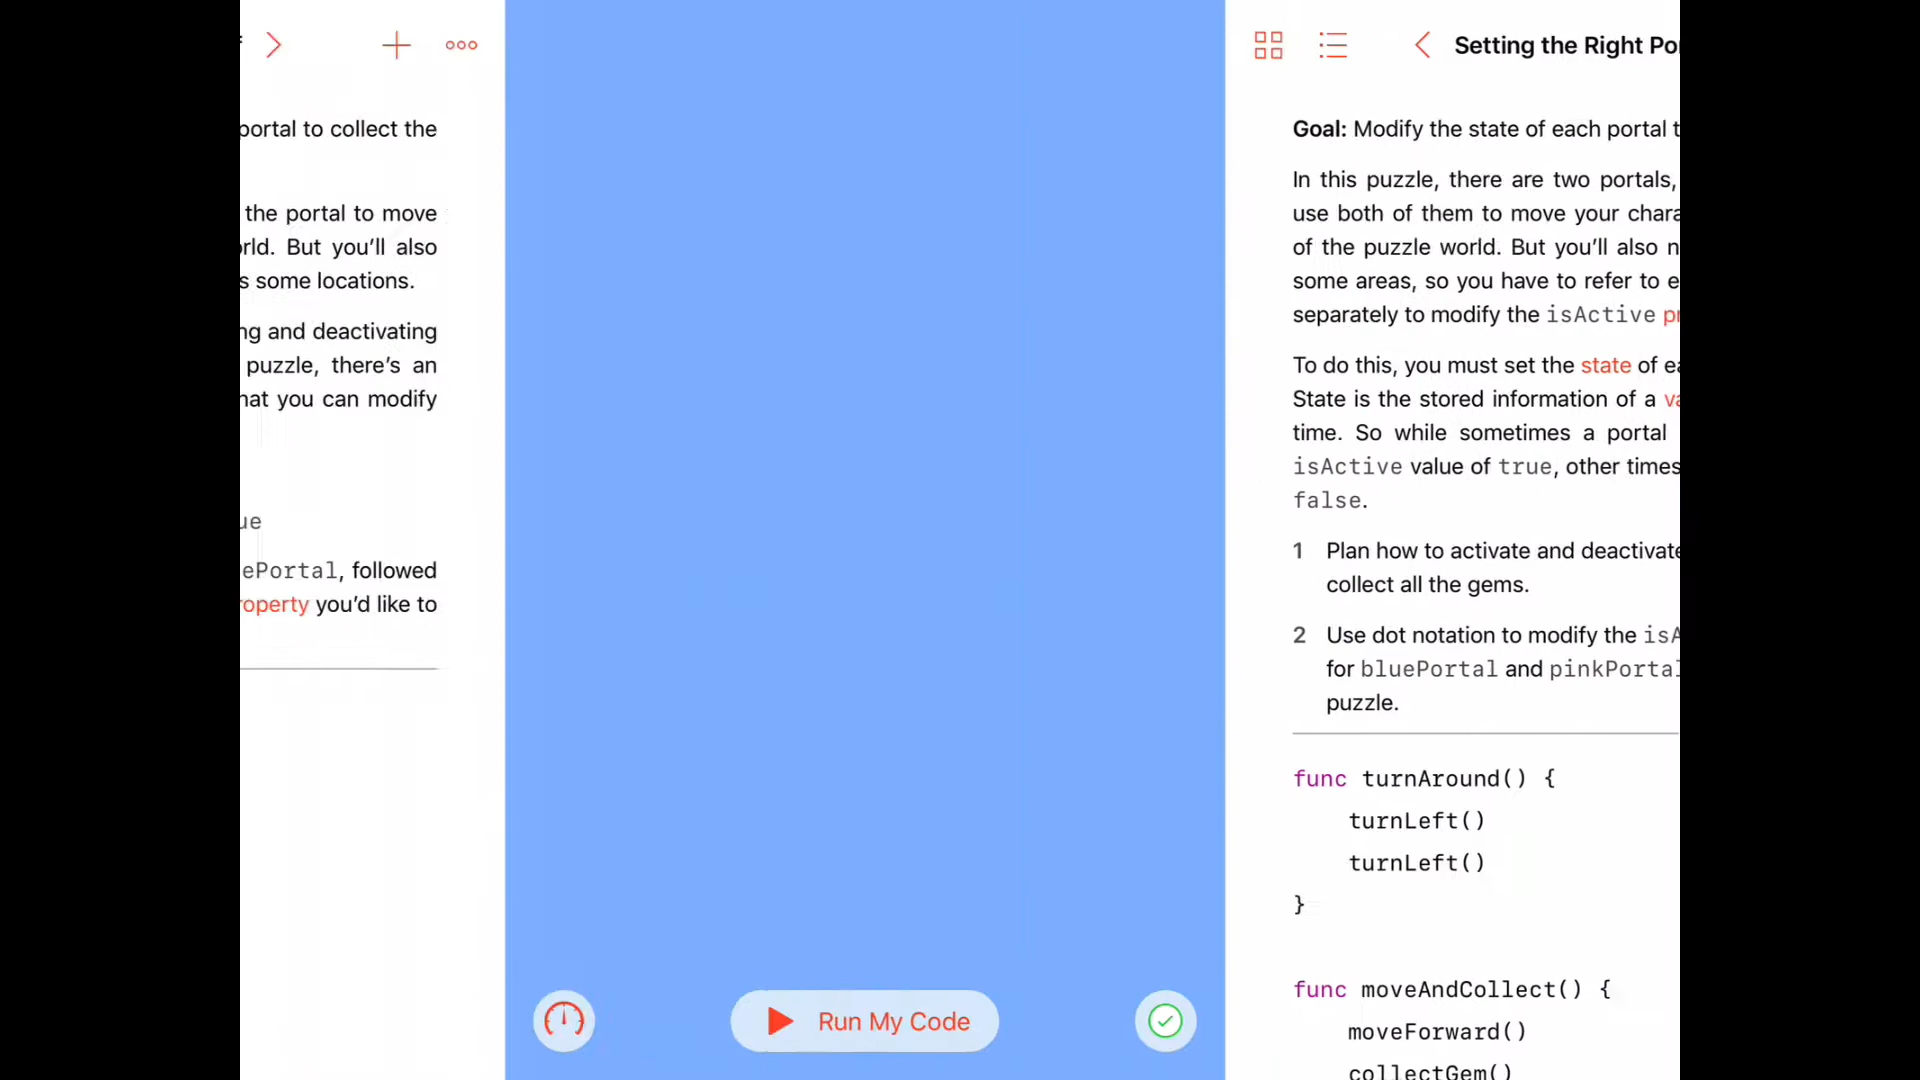 portal to collect the
the portal to move
rld. But you’ll also
s some locations.
ng and deactivating
puzzle, there’s an
hat you can modify
ue
ePortal, followed
roperty you’d like to
Run My Code
Setting the Right Po
Goal: Modify the state of each portal t
In this puzzle, there are two portals,
use both of them to move your chara
of the puzzle world. But you’ll also n
some areas, so you have to refer to e
separately to modify the isActive pr
To do this, you must set the state of ea
State is the stored information of a va
time. So while sometimes a portal
isActive value of true, other times
false.
1 Plan how to activate and deactivate
collect all the gems.
2 Use dot notation to modify the isA
for bluePortal and pinkPortal
puzzle.
func turnAround() {
turnLeft()
turnLeft()
}
func moveAndCollect() {
moveForward()
collectGem()